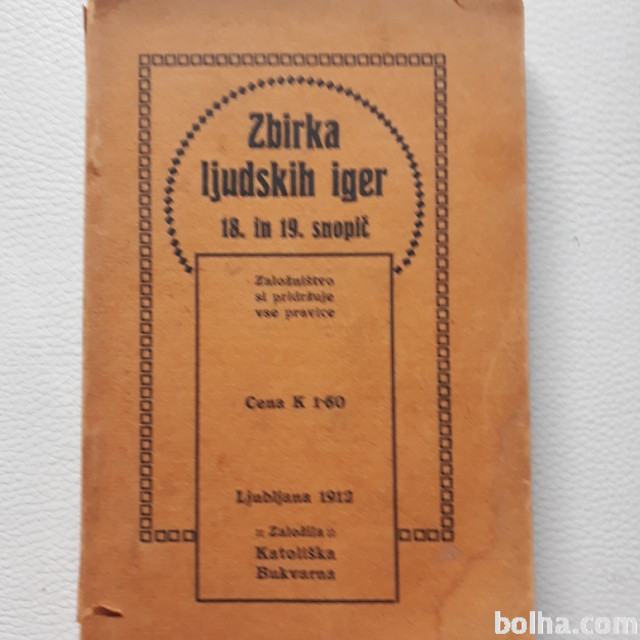 Zbirka
ljudskih iger
18. in 19. snopič
Založništvo
si pridržuje
vse pravice
Cena K 1·60
Ljubljana 1912
:: Založila ::
Katoliška
Bukvarna
bolha.com